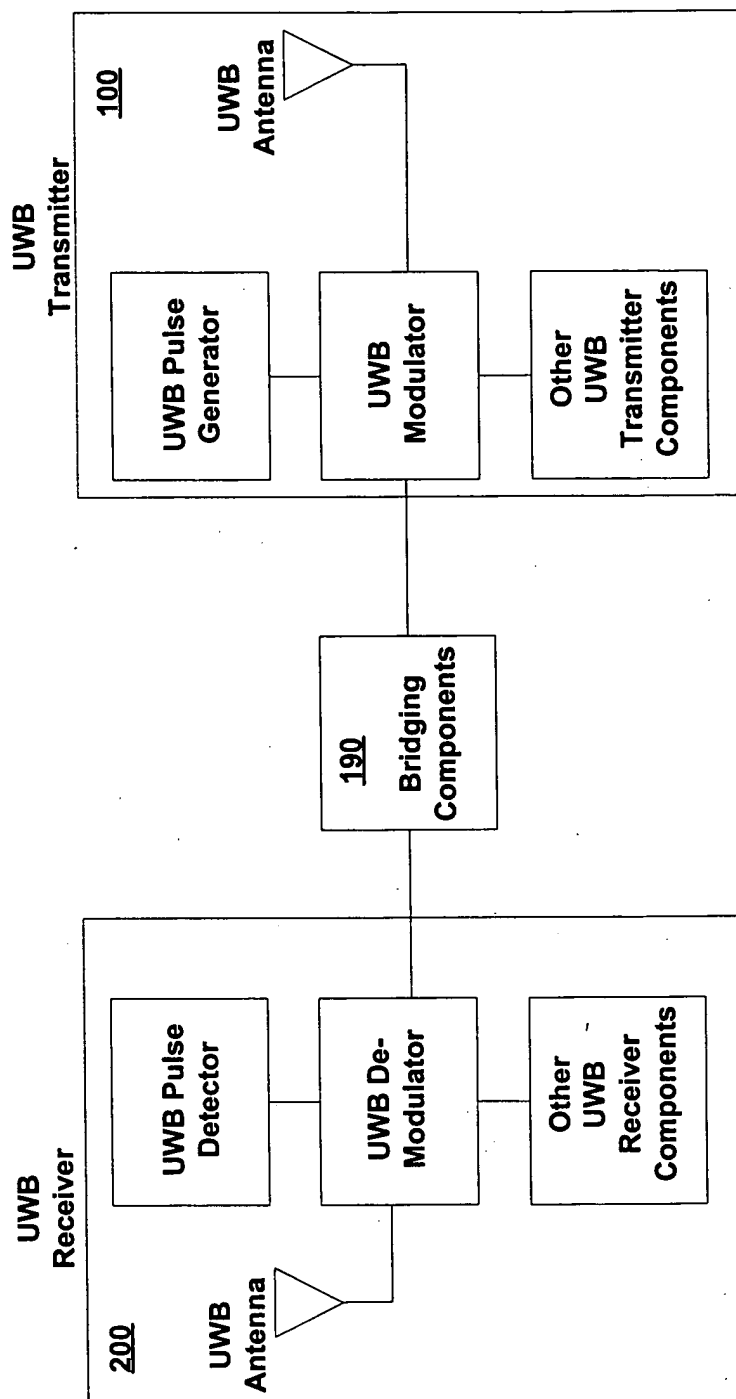 UWB
Receiver
200
UWB
Antenna
UWB Pulse
Detector
UWB De-
Modulator
Other
UWB
Receiver
Components
190
Bridging
Components
UWB
Transmitter
100
UWB
Antenna
UWB Pulse
Generator
UWB
Modulator
Other
UWB
Transmitter
Components